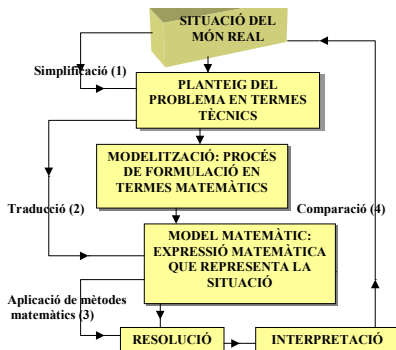 SITUACIÓ DEL
MÓN REAL
Simplificació (1)
PLANTEIG DEL
PROBLEMA EN TERMES
TÈCNICS
MODELITZACIÓ: PROCÉS
DE FORMULACIÓ EN
TERMES MATEMÀTICS
Traducció (2)
Comparació (4)
MODEL MATEMÀTIC:
EXPRESSIÓ MATEMÀTICA
QUE REPRESENTA LA
SITUACIÓ
Aplicació de mètodes
matemàtics (3)
RESOLUCIÓ
INTERPRETACIÓ